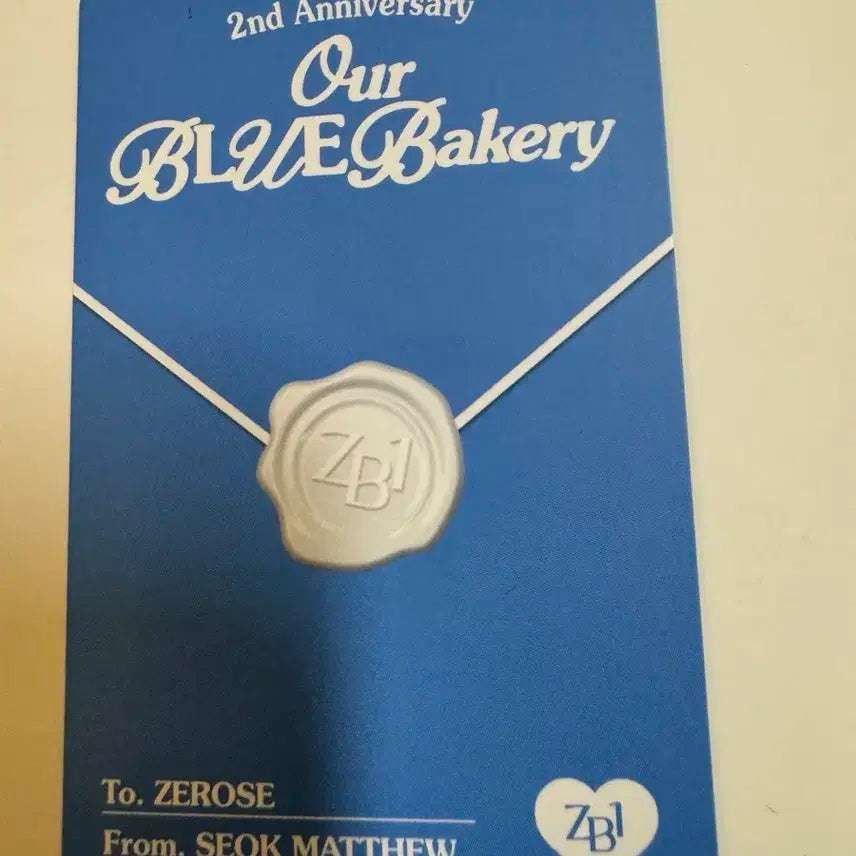 2nd Anniversary
Our
BLUE Bakery
ZB1
To. ZEROSE
From. SEOK MATTHEW
ZB1